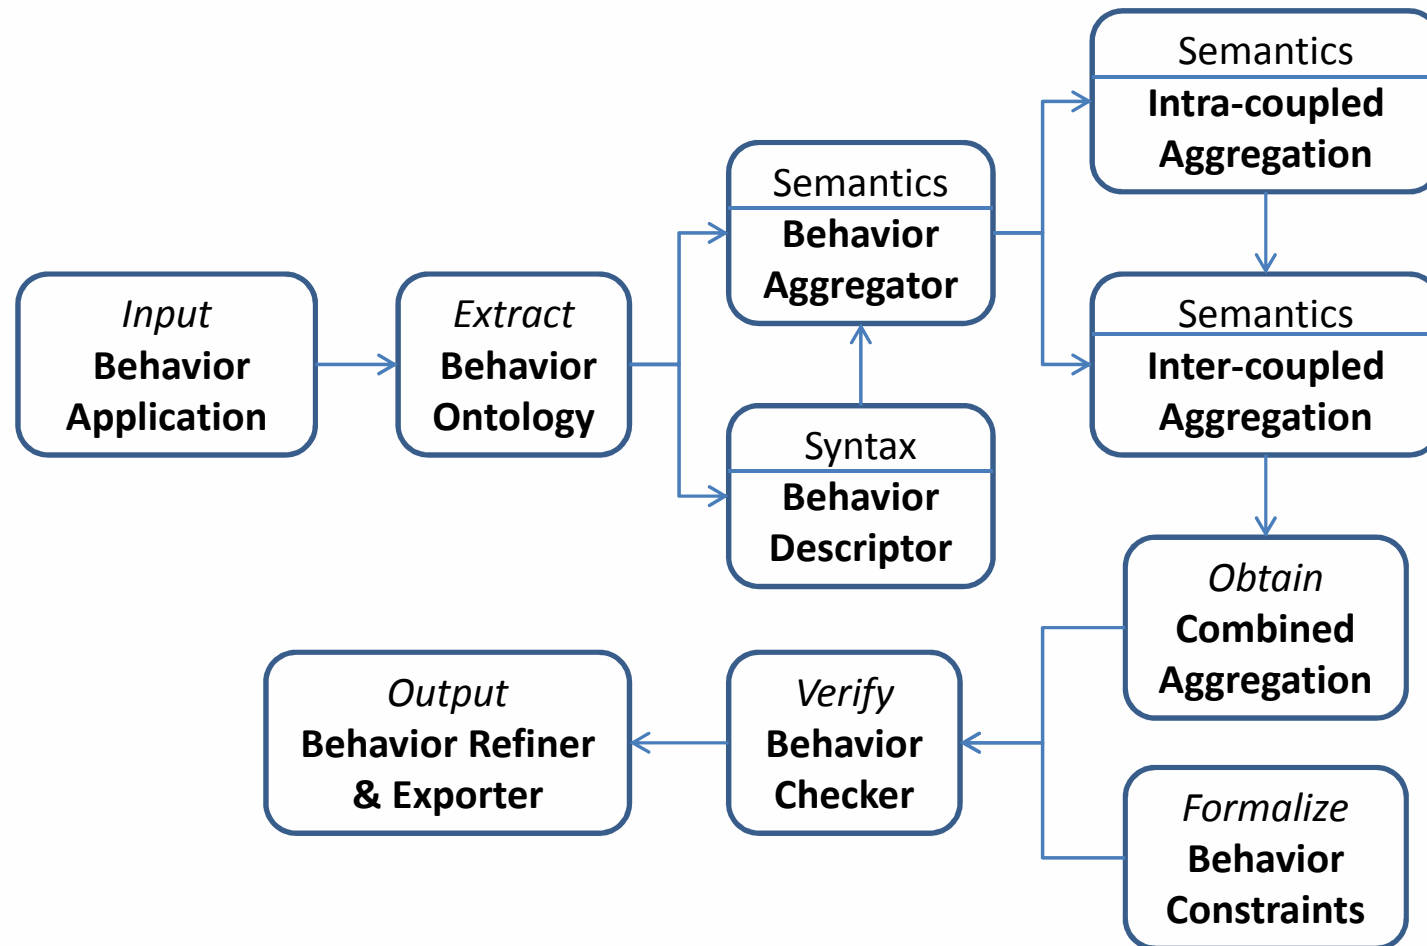 Input
Behavior
Application
Extract
Behavior
Ontology
Semantics
Behavior
Aggregator
Syntax
Behavior
Descriptor
Semantics
Intra-coupled
Aggregation
Semantics
Inter-coupled
Aggregation
Obtain
Combined
Aggregation
Formalize
Behavior
Constraints
Verify
Behavior
Checker
Output
Behavior Refiner
& Exporter